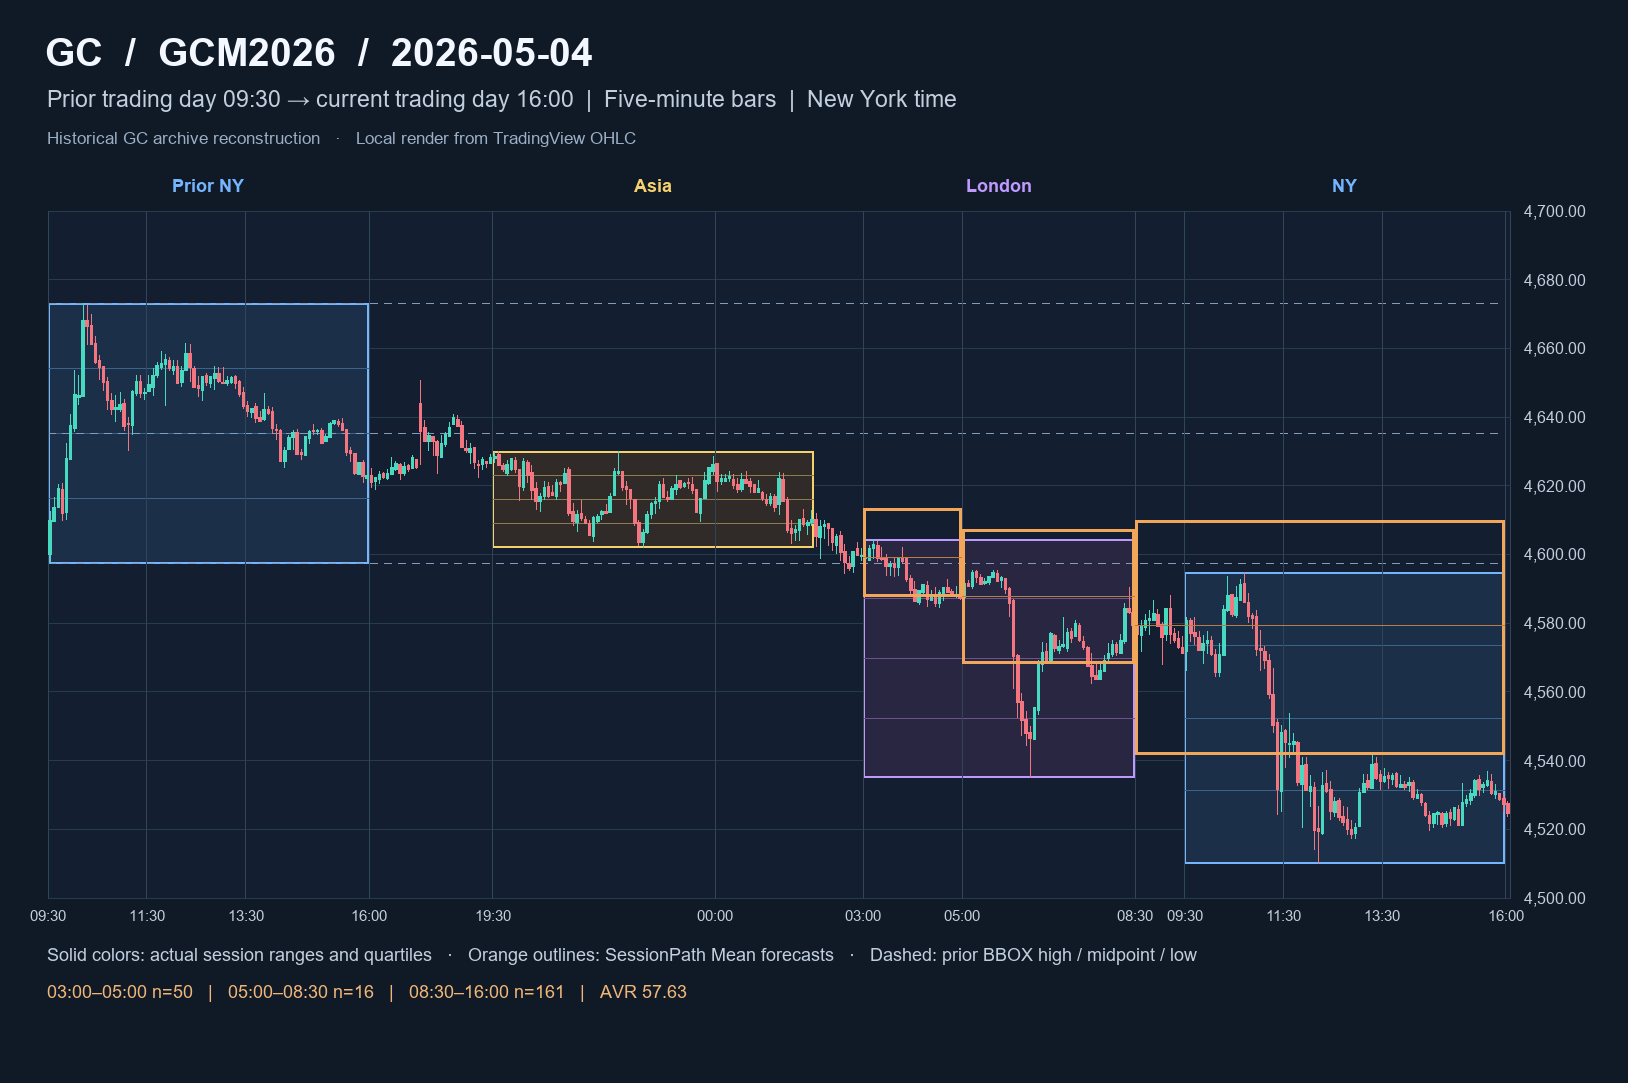 GC / GCM2026 / 2026-05-04
Prior trading day 09:30 → current trading day 16:00 | Five-minute bars | New York time
Historical GC archive reconstruction · Local render from TradingView OHLC
Prior NY
Asia
London
NY
4,700.00
4,680.00
4,660.00
4,640.00
4,620.00
4,600.00
4,580.00
4,560.00
4,540.00
4,520.00
4,500.00
09:30 11:30 13:30 16:00 19:30 00:00 03:00 05:00 08:30 09:30 11:30 13:30 16:00
Solid colors: actual session ranges and quartiles · Orange outlines: SessionPath Mean forecasts · Dashed: prior BBOX high / midpoint / low
03:00–05:00 n=50 | 05:00–08:30 n=16 | 08:30–16:00 n=161 | AVR 57.63